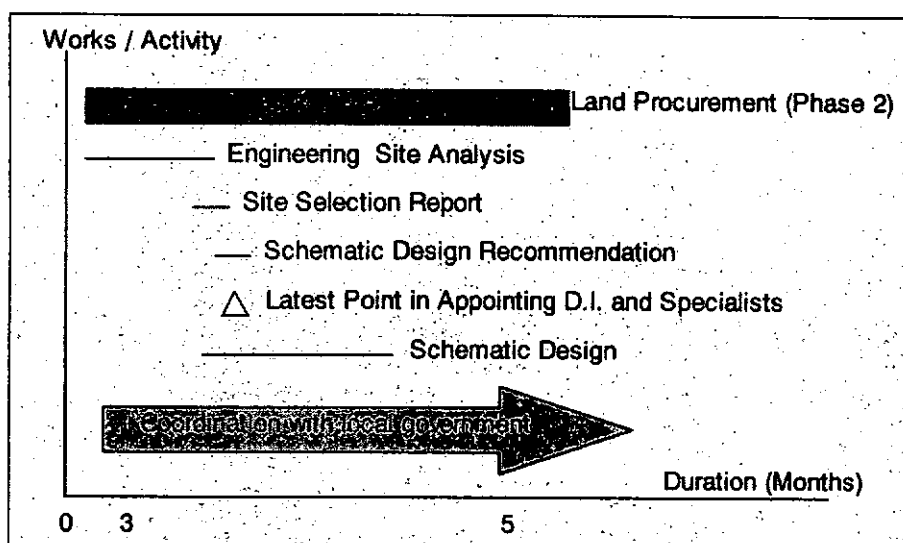 Works / Activity
Land Procurement (Phase 2)
Engineering Site Analysis
Site Selection Report
Schematic Design Recommendation
Latest Point in Appointing D.I. and Specialists
Schematic Design
Coordination with local government
Duration (Months)
0 3 5